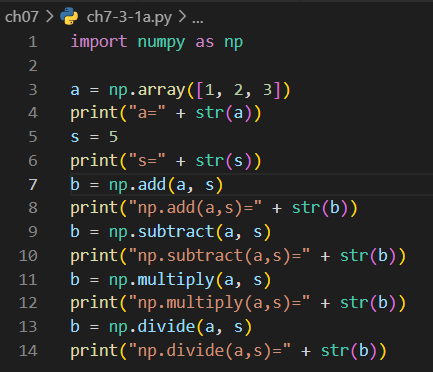 ch07 > ch7-3-1a.py > ...
1 import numpy as np
2
3 a = np.array([1, 2, 3])
4 print("a=" + str(a))
5 s = 5
6 print("s=" + str(s))
7 b = np.add(a, s)
8 print("np.add(a,s)=" + str(b))
9 b = np.subtract(a, s)
10 print("np.subtract(a,s)=" + str(b))
11 b = np.multiply(a, s)
12 print("np.multiply(a,s)=" + str(b))
13 b = np.divide(a, s)
14 print("np.divide(a,s)=" + str(b))